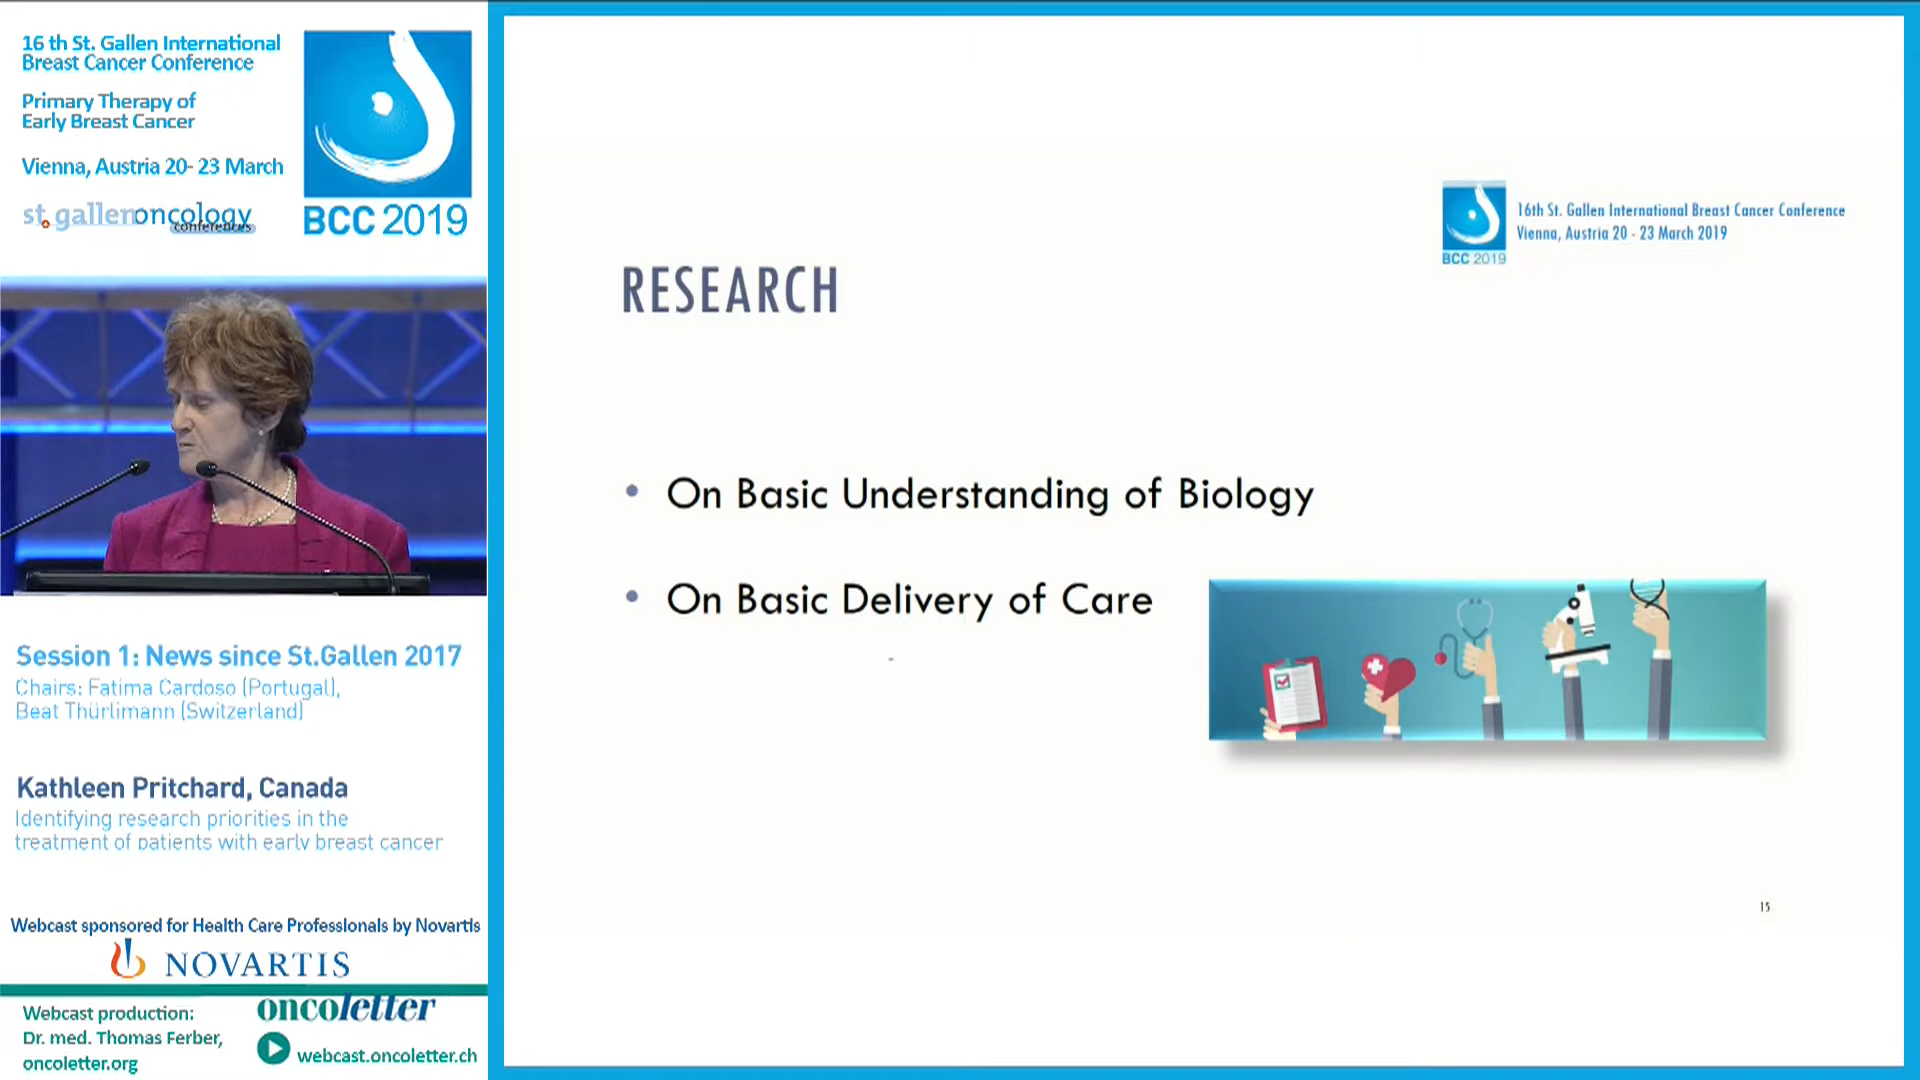 16 th St. Gallen International
Breast Cancer Conference
Primary Therapy of
Early Breast Cancer
Vienna, Austria 20- 23 March
st.gallenoncology
conferences
BCC 2019
Session 1: News since St.Gallen 2017
Chairs: Fatima Cardoso (Portugal),
Beat Thürlimann (Switzerland)
Kathleen Pritchard, Canada
Identifying research priorities in the
treatment of patients with early breast cancer
Webcast sponsored for Health Care Professionals by Novartis
NOVARTIS
Webcast production:
Dr. med. Thomas Ferber,
oncoletter.org
oncoletter
webcast.oncoletter.ch
16th St. Gallen International Breast Cancer Conference
Vienna, Austria 20 - 23 March 2019
BCC 2019
RESEARCH
• On Basic Understanding of Biology
• On Basic Delivery of Care
15